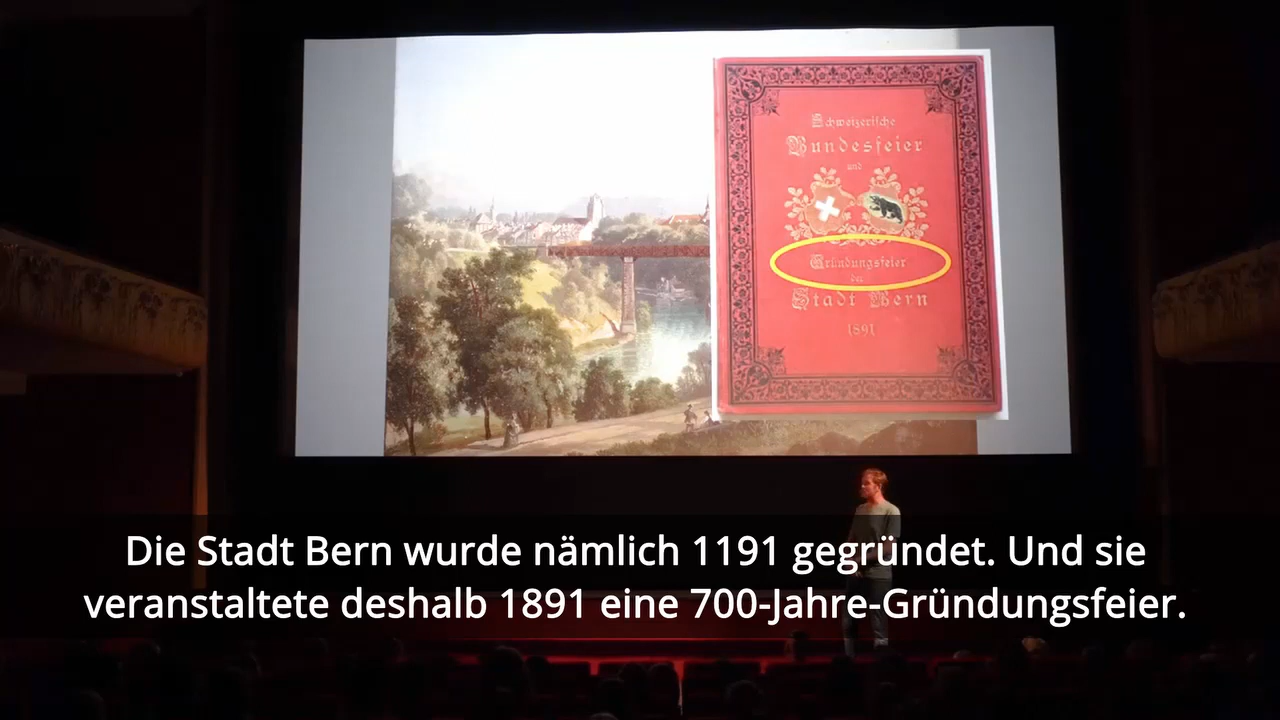 Schweizerische
Bundesfeier
und
Gründungsfeier
der
Stadt Bern
1891
Die Stadt Bern wurde nämlich 1191 gegründet. Und sie
veranstaltete deshalb 1891 eine 700-Jahre-Gründungsfeier.